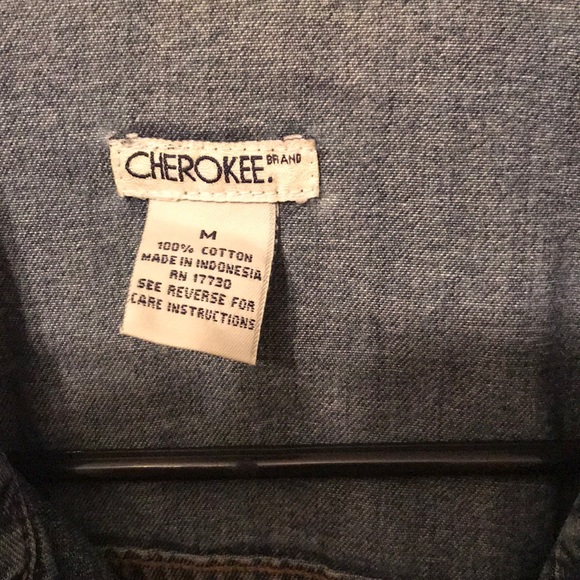 CHEROKEE. BRAND
M
100% COTTON
MADE IN INDONESIA
RN 17730
SEE REVERSE FOR
CARE INSTRUCTIONS